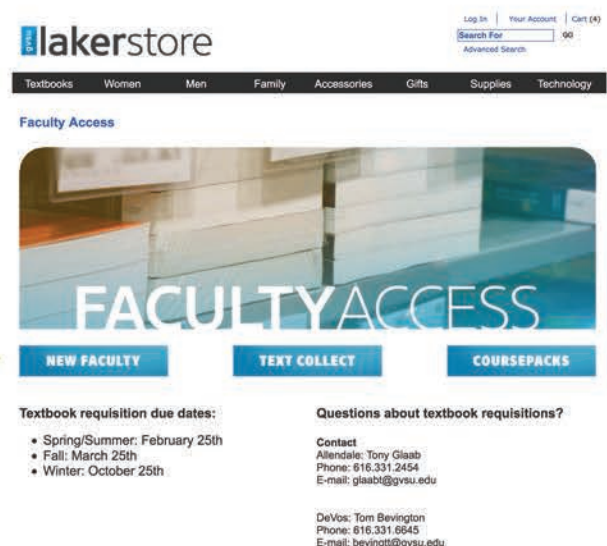 Log In | Your Account | Cart (4)
gvsu lakerstore
Search For GO
Advanced Search
Textbooks Women Men Family Accessories Gifts Supplies Technology
Faculty Access
FACULTYACCESS
NEW FACULTY TEXT COLLECT COURSEPACKS
Textbook requisition due dates:
• Spring/Summer: February 25th
• Fall: March 25th
• Winter: October 25th
Questions about textbook requisitions?
Contact
Allendale: Tony Glaab
Phone: 616.331.2454
E-mail: glaabt@gvsu.edu
DeVos: Tom Bevington
Phone: 616.331.6645
E-mail: bevingtt@gvsu.edu